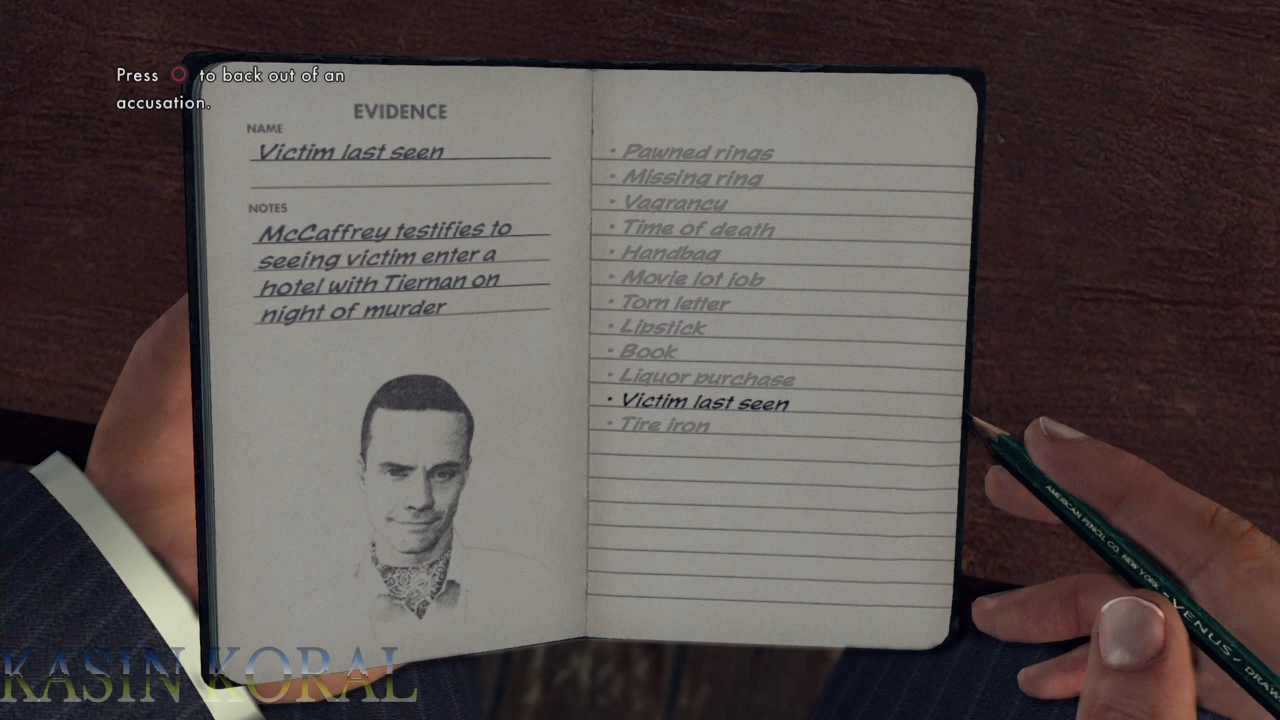 Press ○ to back out of an
accusation.
EVIDENCE
NAME
Victim last seen
NOTES
McCaffrey testifies to
seeing victim enter a
hotel with Tiernan on
night of murder
• Pawned rings
• Missing ring
• Vagrancy
• Time of death
• Handbag
• Movie lot job
• Torn letter
• Lipstick
• Book
• Liquor purchase
• Victim last seen
• Tire iron
AMERICAN PENCIL CO. NEW YORK
VENUS / DRAW
KASIN KORAL